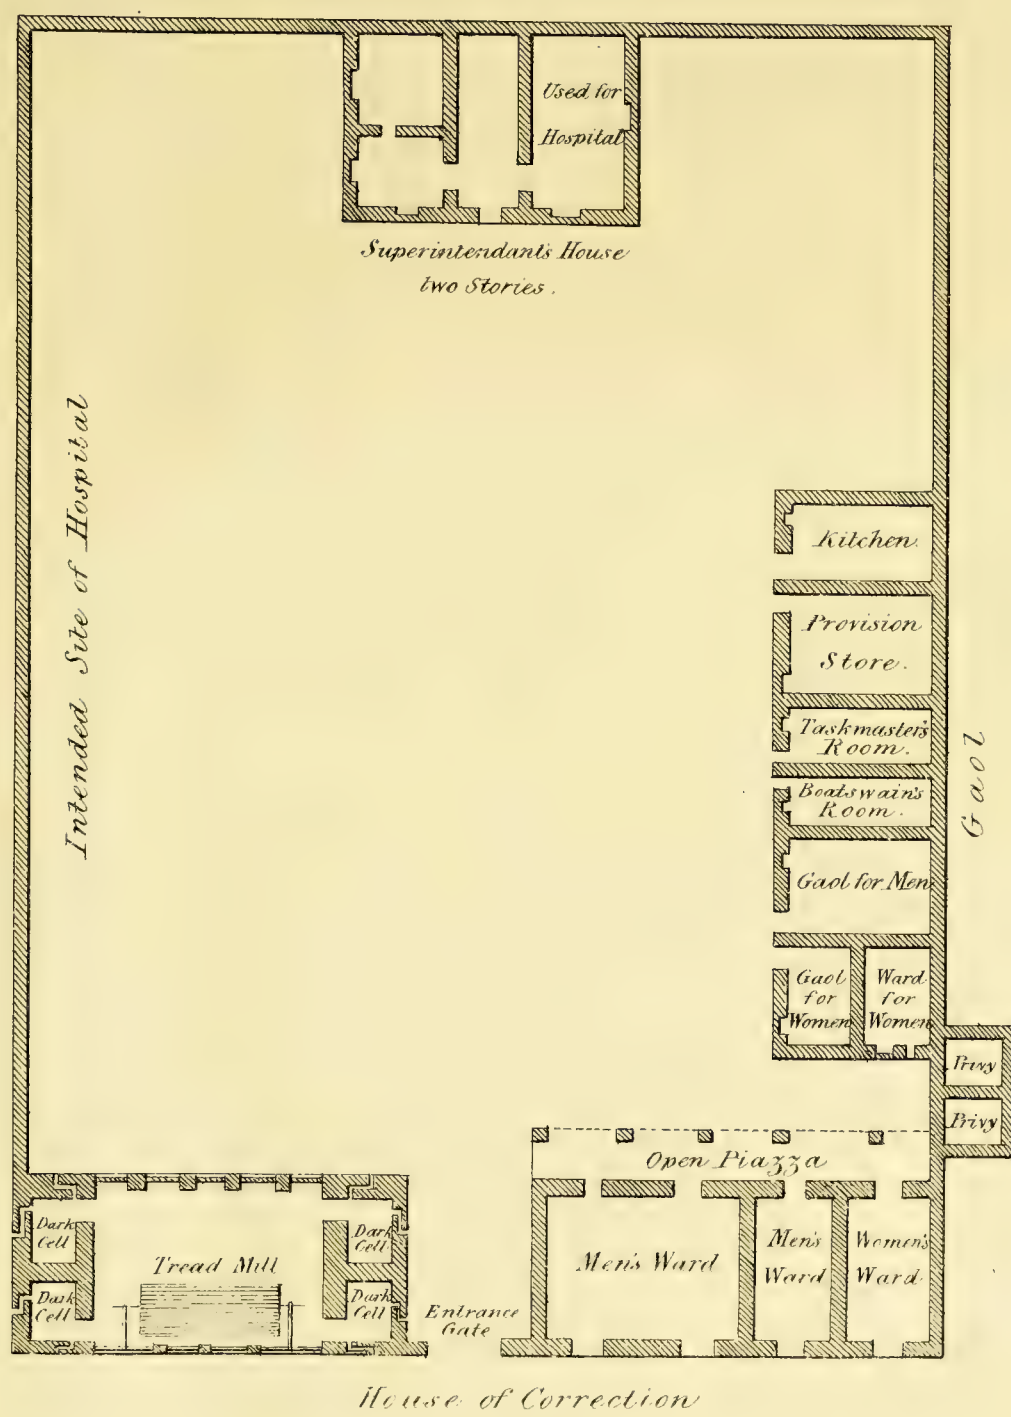 Used for
Hospital
Superintendant's House
two Stories.
Intended Site of Hospital
Kitchen.
Provision
Store.
Taskmaster's
Room.
Boatswain's
Room.
Gaol
Gaol for Men
Gaol
for
Women
Ward
for
Women
Privy
Privy
Open Piazza
Dark
Cell
Dark
Cell
Tread Mill
Dark
Cell
Dark
Cell
Entrance
Gate
Men's Ward
Men's
Ward
Women's
Ward
House of Correction